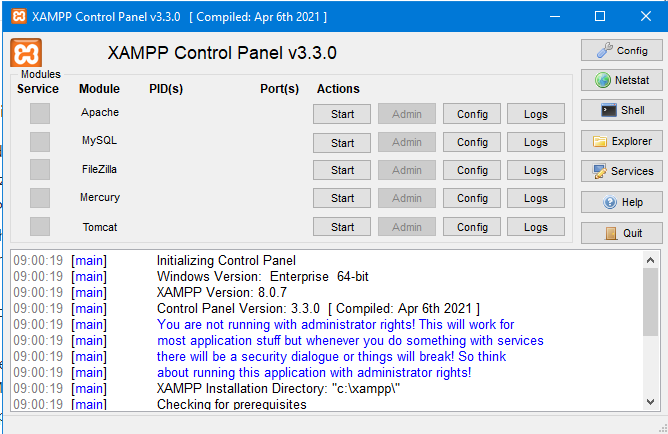 XAMPP Control Panel v3.3.0 [ Compiled: Apr 6th 2021 ]
XAMPP Control Panel v3.3.0
Config
Modules
Service Module PID(s) Port(s) Actions
Netstat
Apache Start Admin Config Logs
Shell
MySQL Start Admin Config Logs
Explorer
FileZilla Start Admin Config Logs
Services
Mercury Start Admin Config Logs
Help
Tomcat Start Admin Config Logs
Quit
09:00:19 [main] Initializing Control Panel
09:00:19 [main] Windows Version: Enterprise 64-bit
09:00:19 [main] XAMPP Version: 8.0.7
09:00:19 [main] Control Panel Version: 3.3.0 [ Compiled: Apr 6th 2021 ]
09:00:19 [main] You are not running with administrator rights! This will work for
09:00:19 [main] most application stuff but whenever you do something with services
09:00:19 [main] there will be a security dialogue or things will break! So think
09:00:19 [main] about running this application with administrator rights!
09:00:19 [main] XAMPP Installation Directory: "c:\xampp\"
09:00:19 [main] Checking for prerequisites